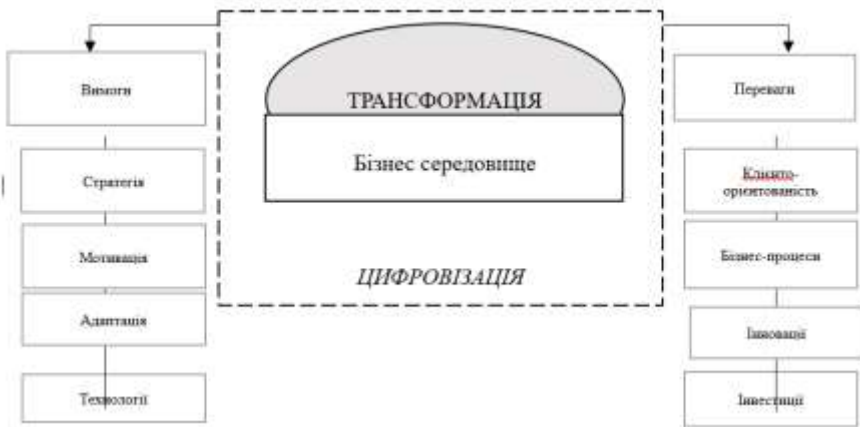 Вимоги
Стратегія
Мотивація
Адаптація
Технології
ТРАНСФОРМАЦІЯ
Бізнес середовище
ЦИФРОВІЗАЦІЯ
Переваги
Клієнто-
орієнтованість
Бізнес-процеси
Інновації
Інвестиції